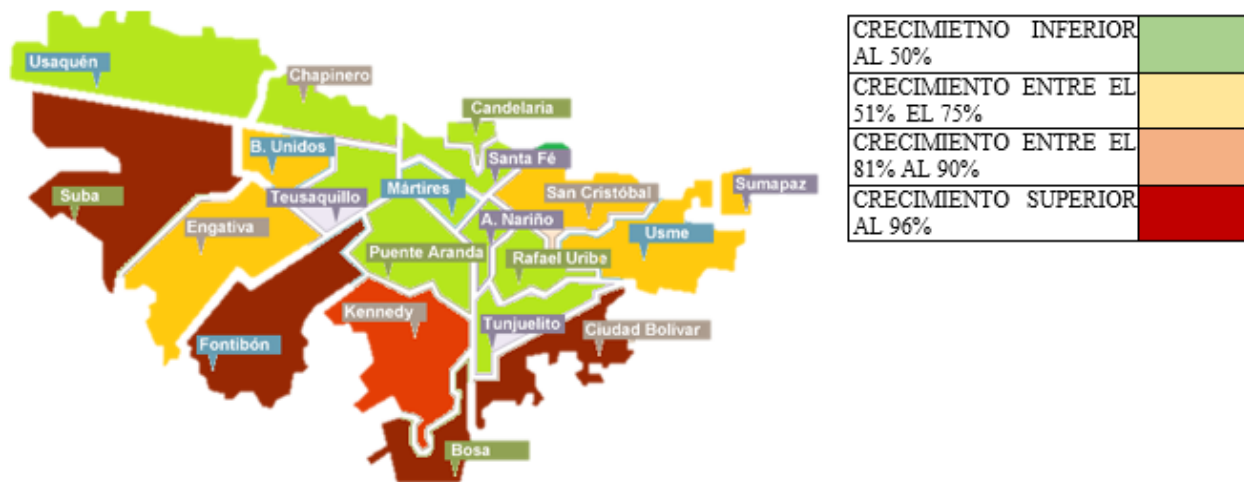 Usaquén
Chapinero
Candelaria
B. Unidos
Santa Fé
Suba
Teusaquillo
Mártires
San Cristóbal
Sumapaz
Engativa
A. Nariño
Usme
Puente Aranda
Rafael Uribe
Kennedy
Tunjuelito
Ciudad Bolivar
Fontibón
Bosa
CRECIMIETNO INFERIOR
AL 50%
CRECIMIENTO ENTRE EL
51% EL 75%
CRECIMIENTO ENTRE EL
81% AL 90%
CRECIMIENTO SUPERIOR
AL 96%